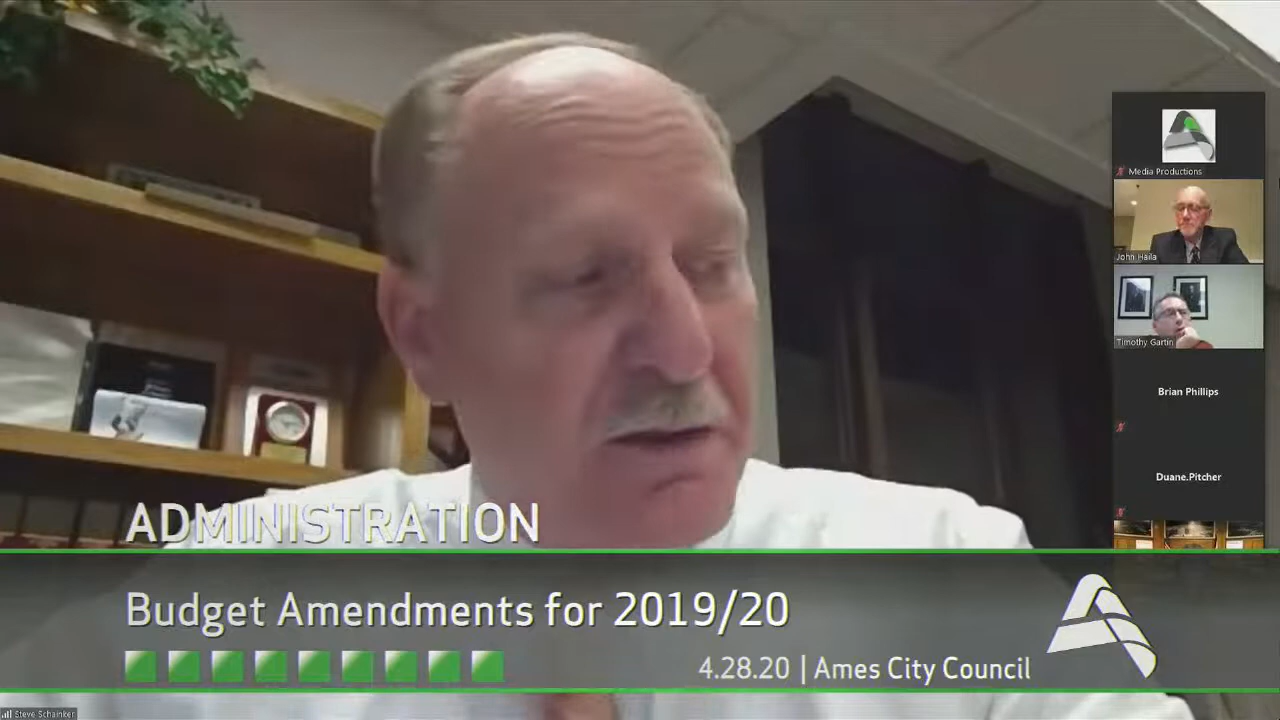 Media Productions
John Haila
Timothy Gartin
Brian Phillips
Duane.Pitcher
ADMINISTRATION
Budget Amendments for 2019/20
4.28.20 | Ames City Council
Steve Schainker